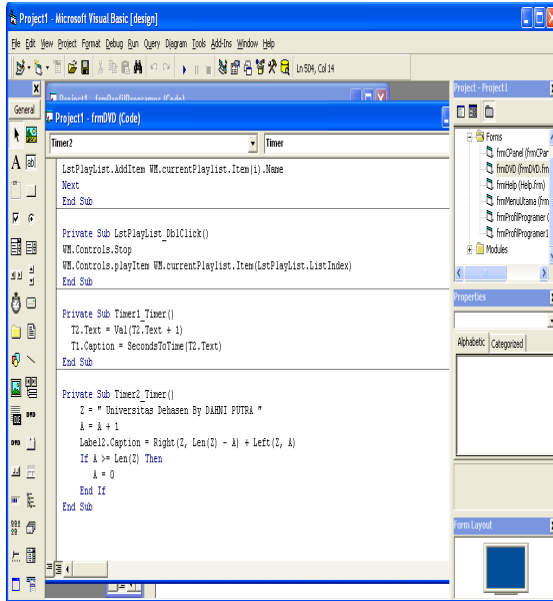 Project1 - Microsoft Visual Basic [design]
File Edit View Project Format Debug Run Query Diagram Tools Add-Ins Window Help
Ln 504, Col 14
General
Project1 - frmProfilProgramer (Code)
Project1 - frmDVD (Code)
Timer2 Timer
LstPlayList.AddItem WM.currentPlaylist.Item(i).Name
Next
End Sub
Private Sub LstPlayList_DblClick()
WM.Controls.Stop
WM.Controls.playItem WM.currentPlaylist.Item(LstPlayList.ListIndex)
End Sub
Private Sub Timer1_Timer()
T2.Text = Val(T2.Text + 1)
T1.Caption = SecondsToTime(T2.Text)
End Sub
Private Sub Timer2_Timer()
Z = " Universitas Dehasen By DAHNI PUTRA "
A = A + 1
Label2.Caption = Right(Z, Len(Z) - A) + Left(Z, A)
If A >= Len(Z) Then
A = 0
End If
End Sub
Project - Project1
Forms
frmCPanel (frmCPar
frmDVD (frmDVD.frn
frmHelp (Help.frm)
frmMenuUtama (frm
frmProfilProgramer (
frmProfilProgramer1
Modules
Properties
Alphabetic Categorized
Form Layout